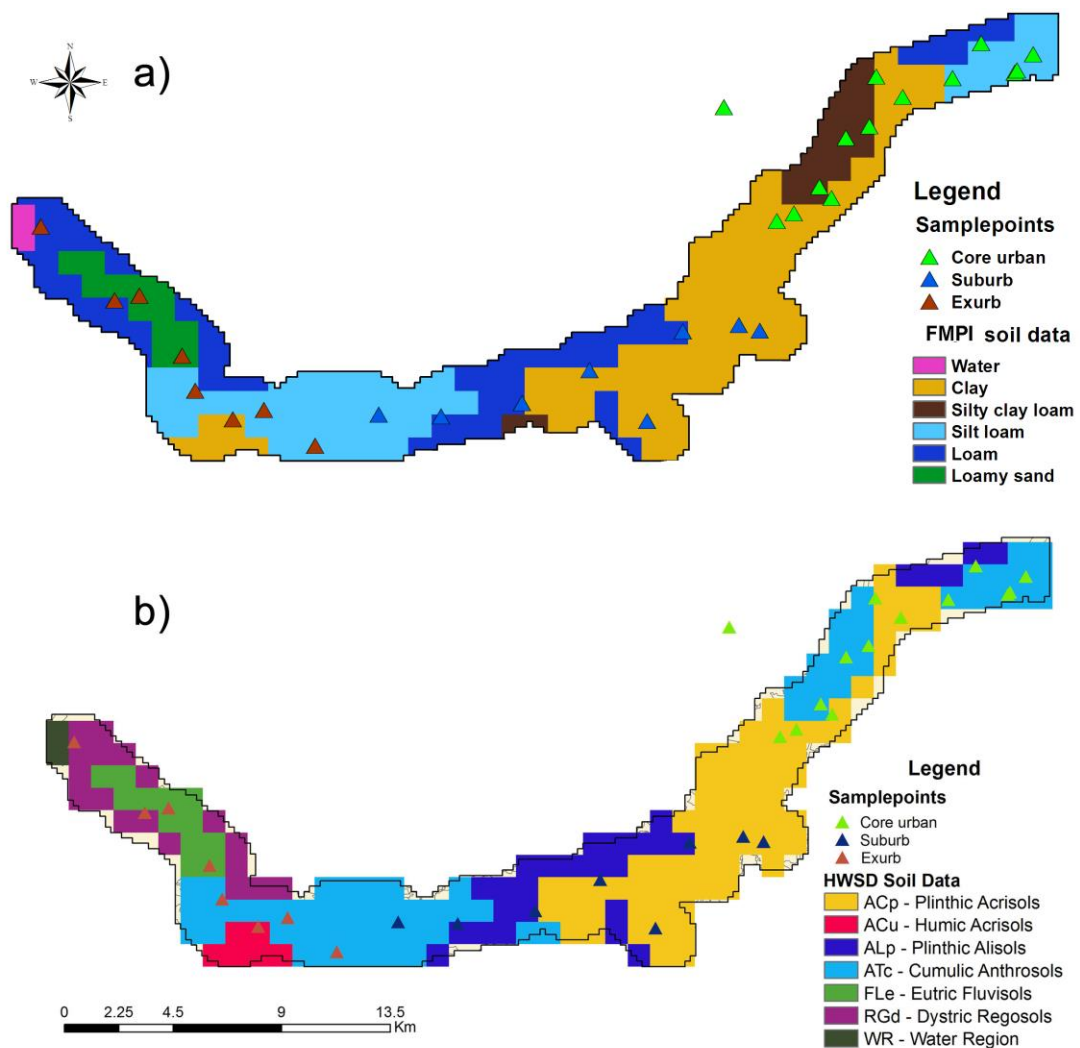 a)
N
W
E
S
Legend
Samplepoints
Core urban
Suburb
Exurb
FMPI soil data
Water
Clay
Silty clay loam
Silt loam
Loam
Loamy sand
b)
Legend
Samplepoints
Core urban
Suburb
Exurb
HWSD Soil Data
ACp - Plinthic Acrisols
ACu - Humic Acrisols
ALp - Plinthic Alisols
ATc - Cumulic Anthrosols
FLe - Eutric Fluvisols
RGd - Dystric Regosols
WR - Water Region
0 2.25 4.5 9 13.5
Km